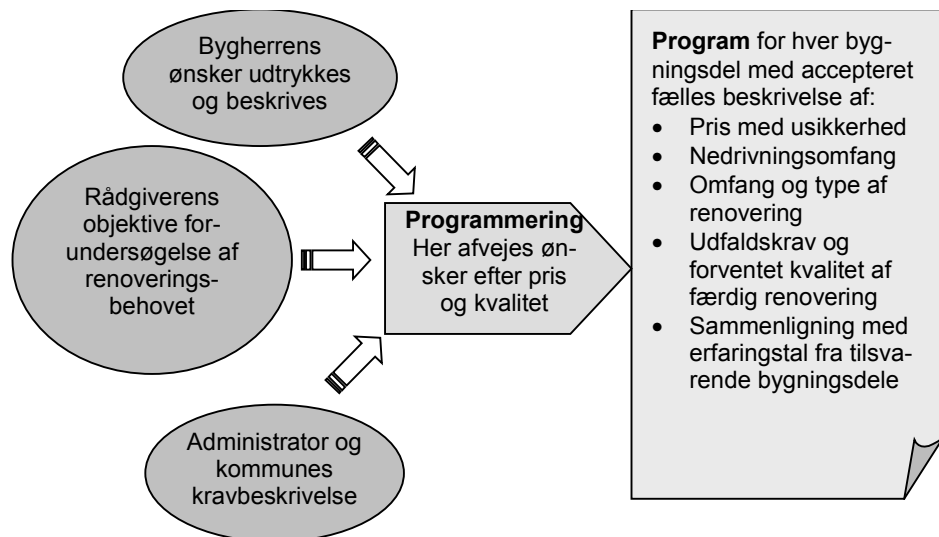 Bygherrens
ønsker udtrykkes
og beskrives
Rådgiverens
objektive for-
undersøgelse af
renoverings-
behovet
Administrator og
kommunes
kravbeskrivelse
Programmering
Her afvejes øn-
sker efter pris
og kvalitet
Program for hver byg-
ningsdel med accepteret
fælles beskrivelse af:
• Pris med usikkerhed
• Nedrivningsomfang
• Omfang og type af
renovering
• Udfaldskrav og
forventet kvalitet af
færdig renovering
• Sammenligning med
erfaringstal fra tilsva-
rende bygningsdele